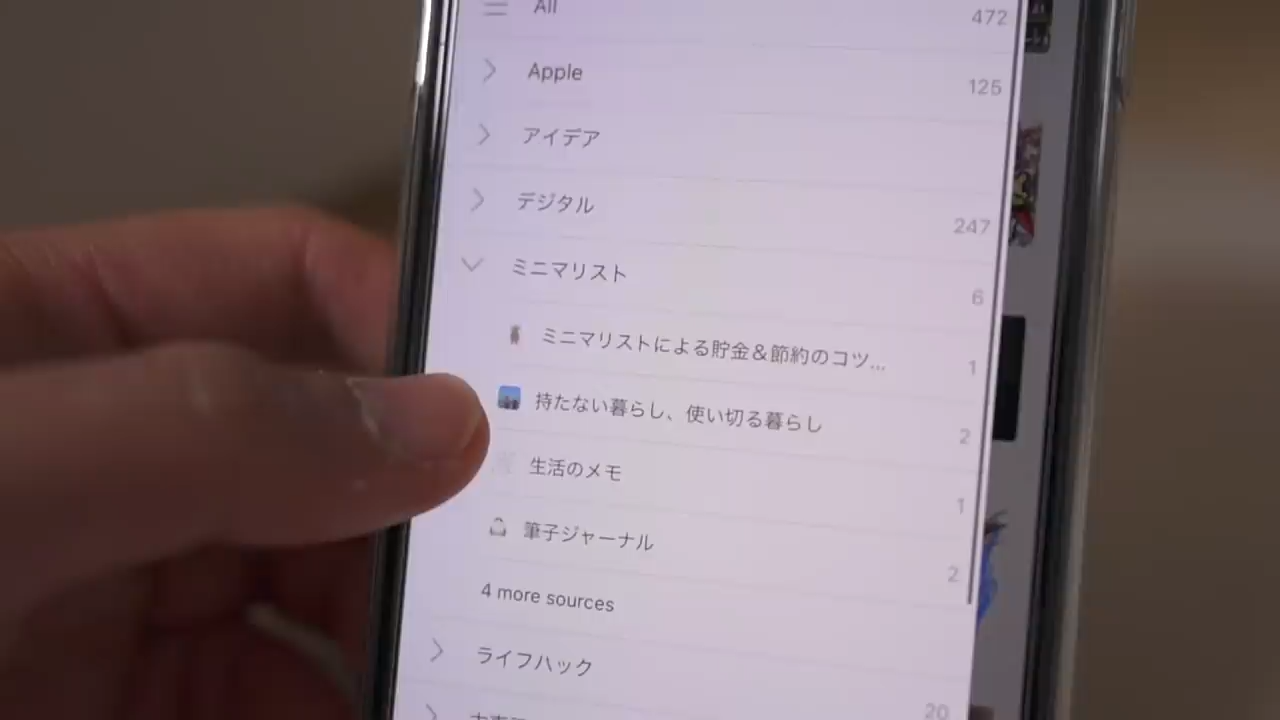 All 472
Apple 125
アイデア
デジタル 247
ミニマリスト 6
ミニマリストによる貯金&節約のコツ... 1
持たない暮らし、使い切る暮らし 2
生活のメモ 1
筆子ジャーナル 2
4 more sources
ライフハック 20